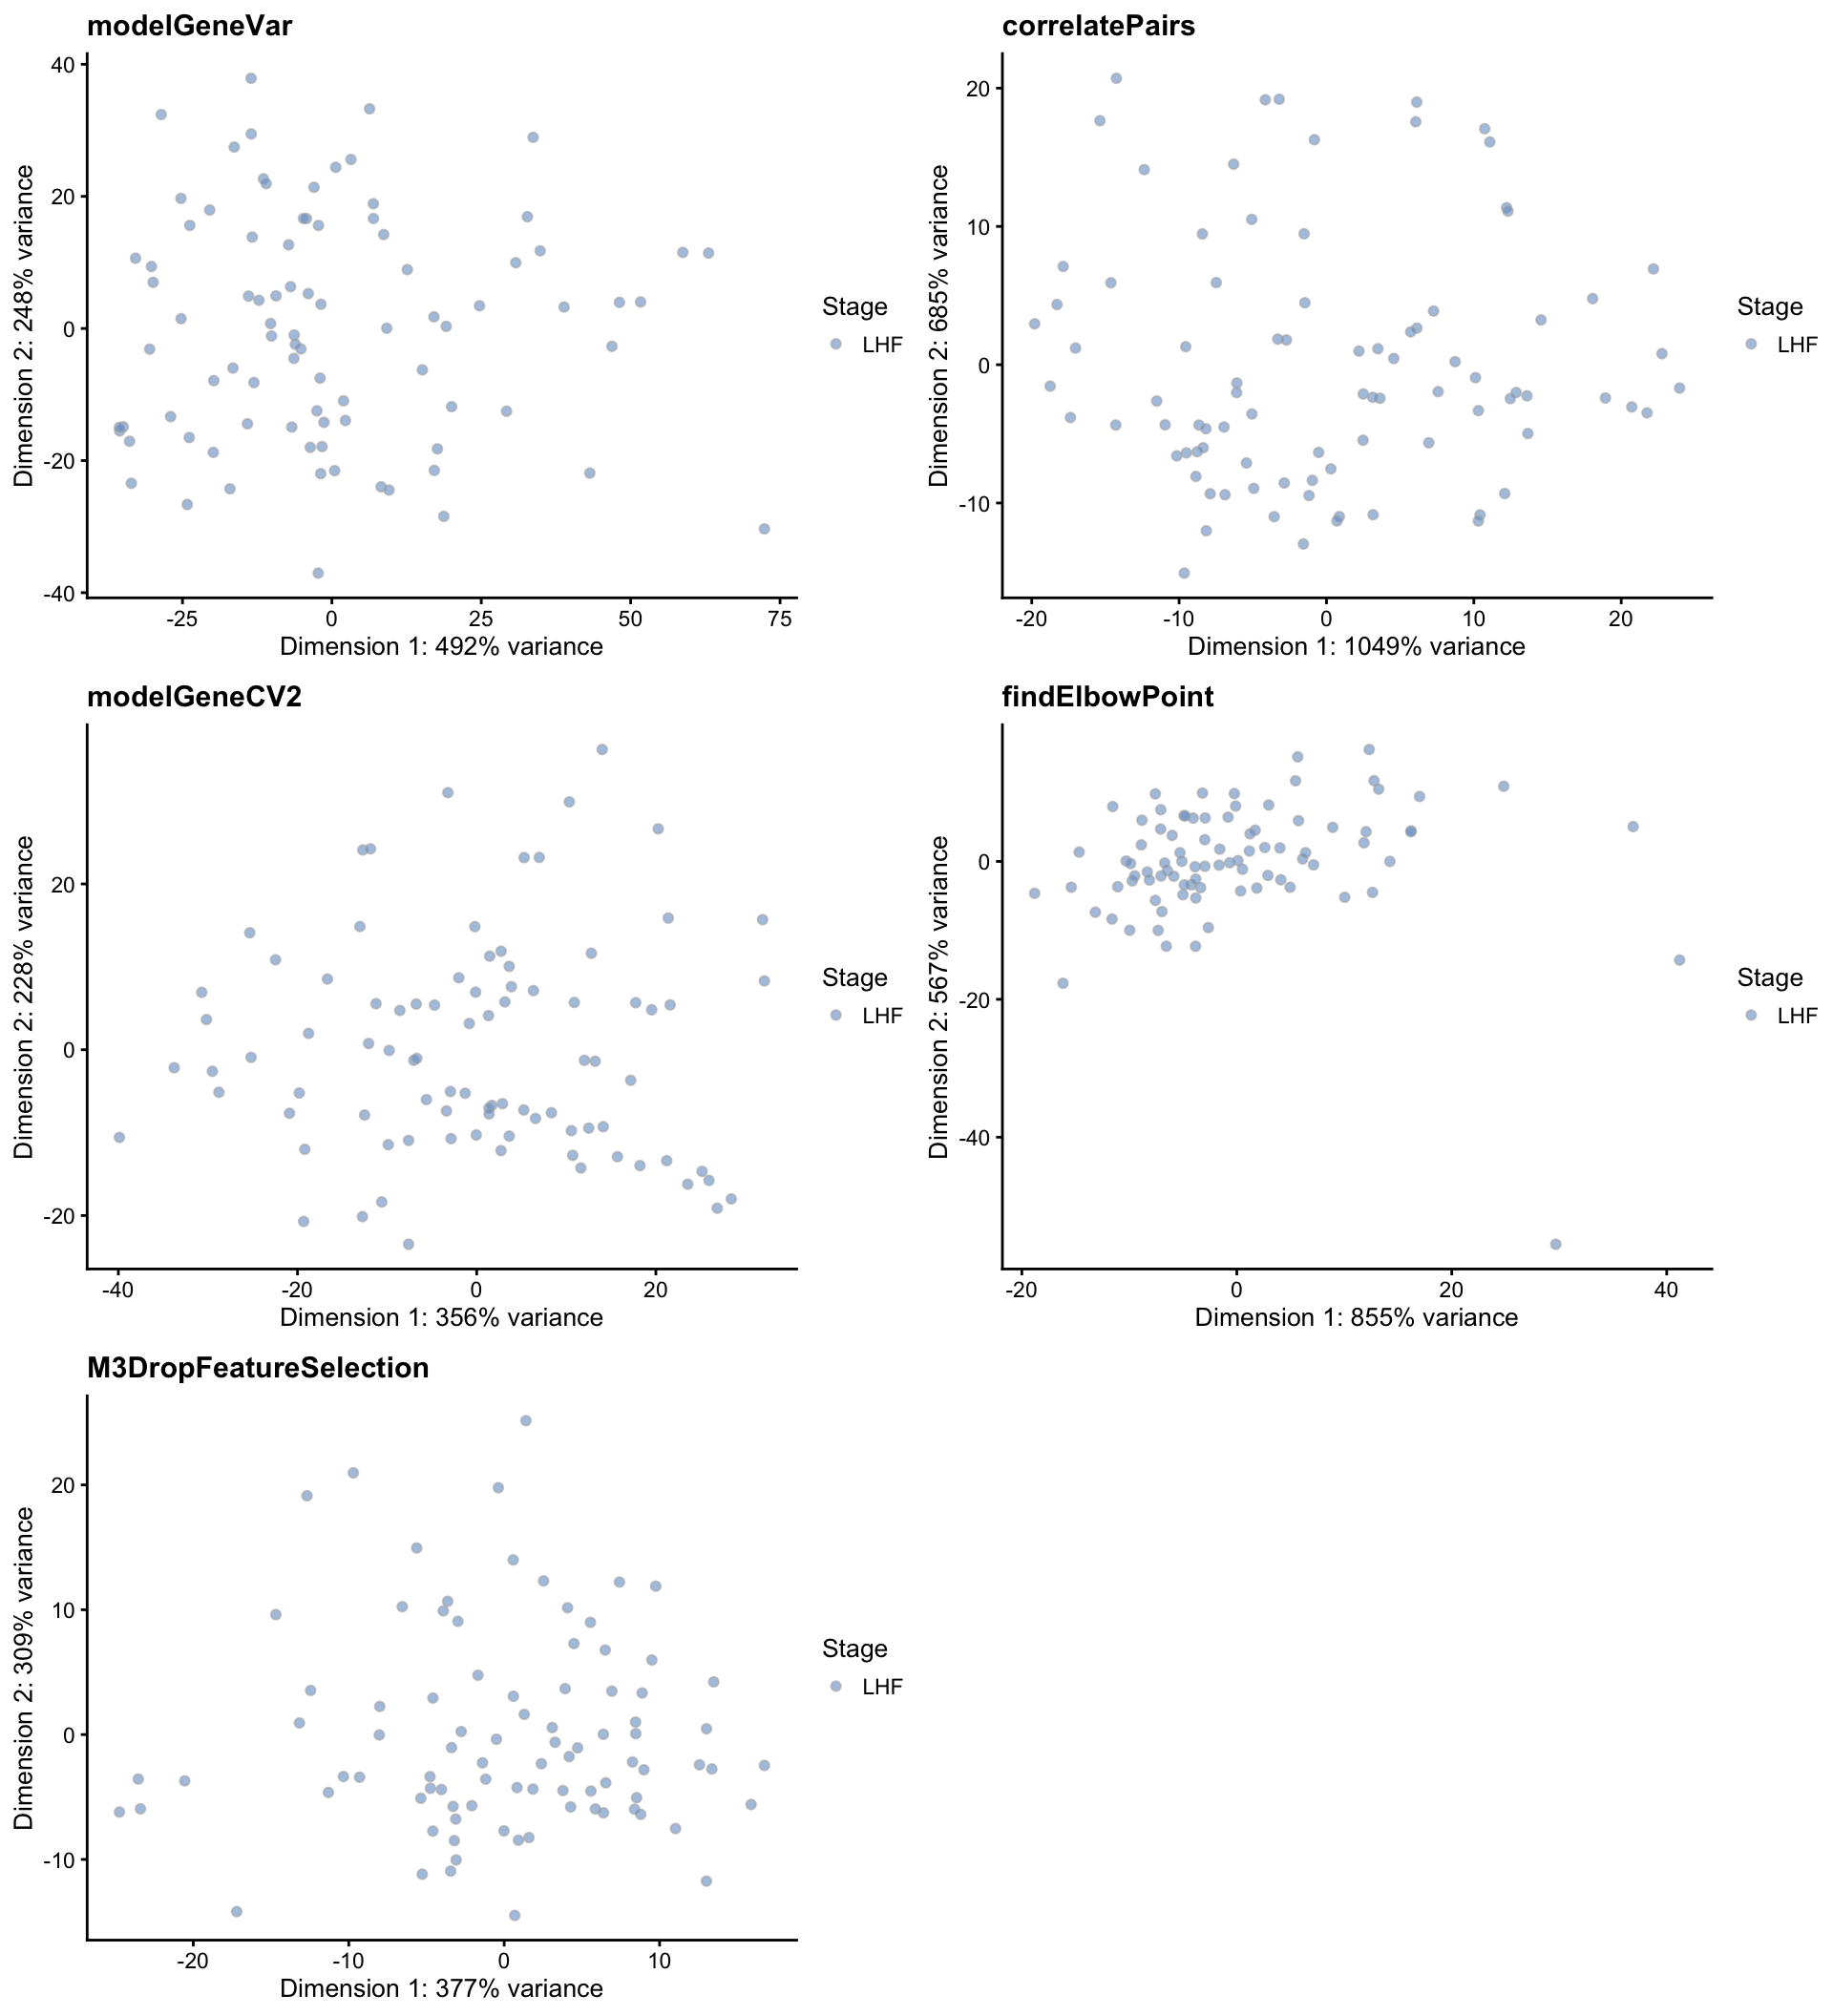 modelGeneVar
40
20
0
-20
-40
Dimension 2: 248% variance
-25
0
25
50
75
Dimension 1: 492% variance
Stage
LHF
correlatePairs
20
10
0
-10
Dimension 2: 685% variance
-20
-10
0
10
20
Dimension 1: 1049% variance
Stage
LHF
modelGeneCV2
20
0
-20
Dimension 2: 228% variance
-40
-20
0
20
Dimension 1: 356% variance
Stage
LHF
findElbowPoint
0
-20
-40
Dimension 2: 567% variance
-20
0
20
40
Dimension 1: 855% variance
Stage
LHF
M3DropFeatureSelection
20
10
0
-10
Dimension 2: 309% variance
-20
-10
0
10
Dimension 1: 377% variance
Stage
LHF